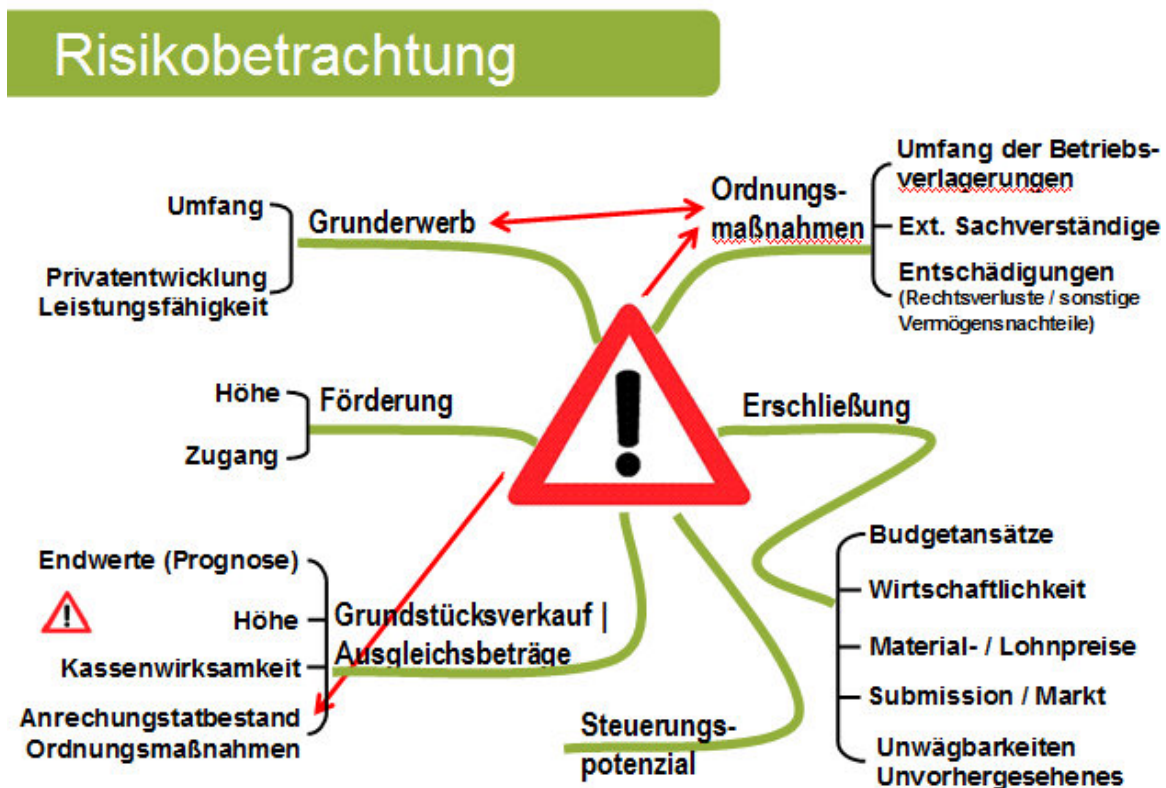 Risikobetrachtung
Umfang
Privatentwicklung
Leistungsfähigkeit
Grunderwerb
Ordnungs-
maßnahmen
Umfang der Betriebs-
verlagerungen
Ext. Sachverständige
Entschädigungen
(Rechtsverluste / sonstige
Vermögensnachteile)
Höhe
Zugang
Förderung
Erschließung
Budgetansätze
Wirtschaftlichkeit
Material- / Lohnpreise
Submission / Markt
Unwägbarkeiten
Unvorhergesehenes
Endwerte (Prognose)
Höhe
Kassenwirksamkeit
Anrechungstatbestand
Ordnungsmaßnahmen
Grundstücksverkauf |
Ausgleichsbeträge
Steuerungs-
potenzial